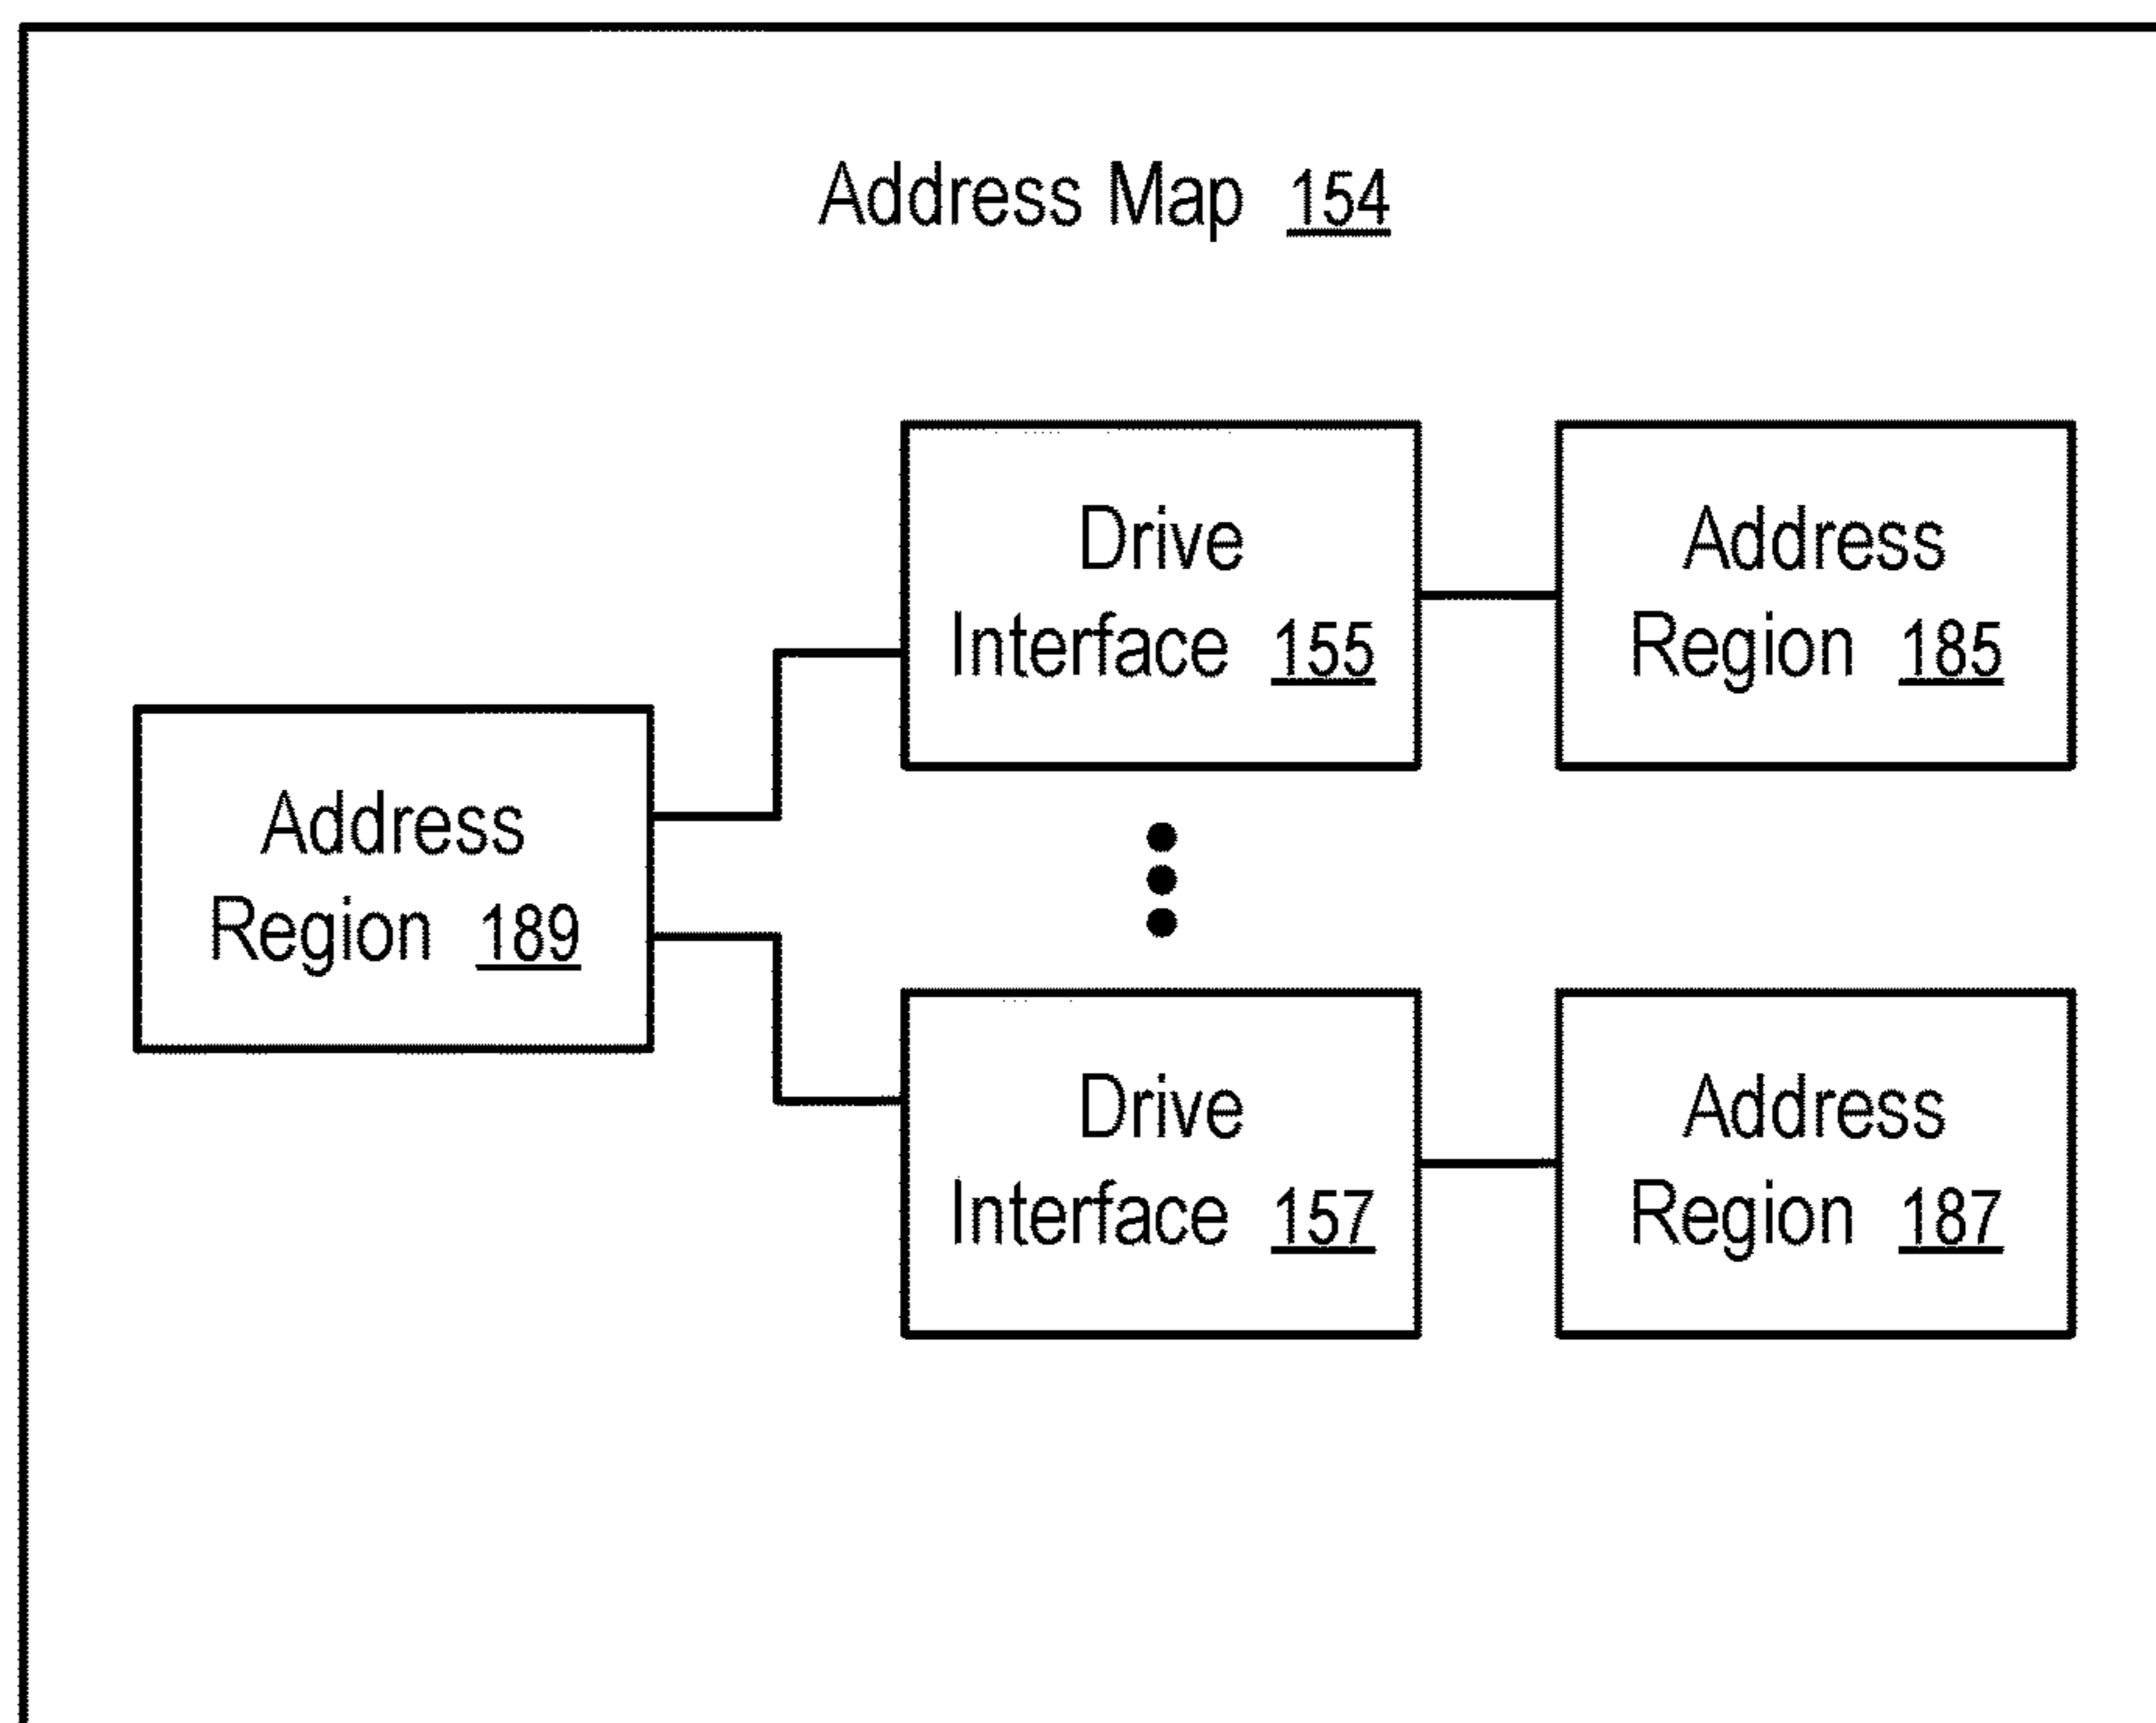 Address Map 154
Drive
Interface 155
Address
Region 185
Address
Region 189
Drive
Interface 157
Address
Region 187